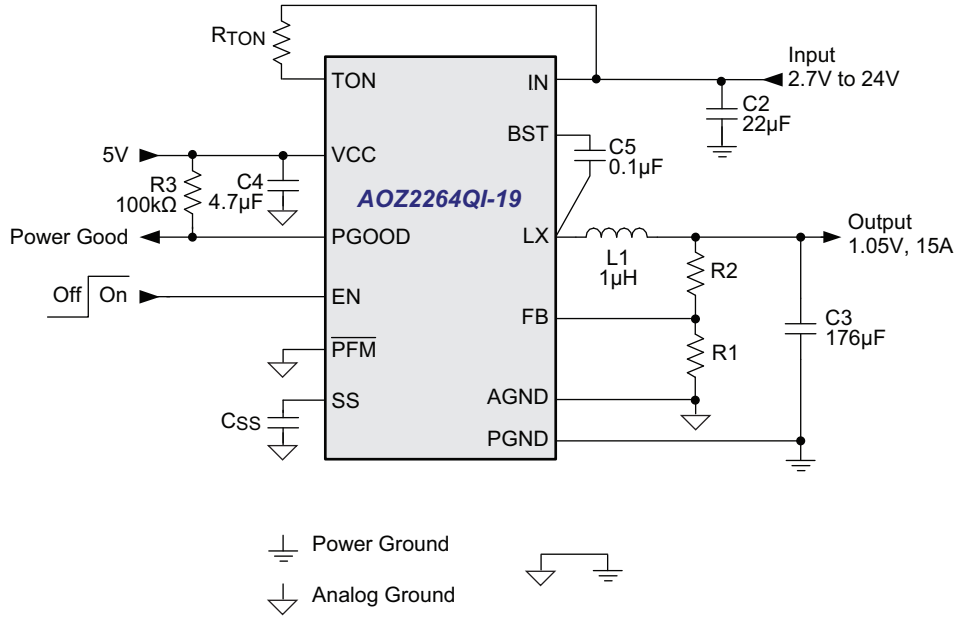 RTON
TON
IN
Input
2.7V to 24V
C2
22µF
BST
C5
0.1µF
5V
VCC
R3
100kΩ
C4
4.7µF
AOZ2264QI-19
Power Good
PGOOD
LX
L1
1µH
Output
1.05V, 15A
R2
Off On
EN
FB
C3
176µF
R1
PFM
SS
CSS
AGND
PGND
Power Ground
Analog Ground